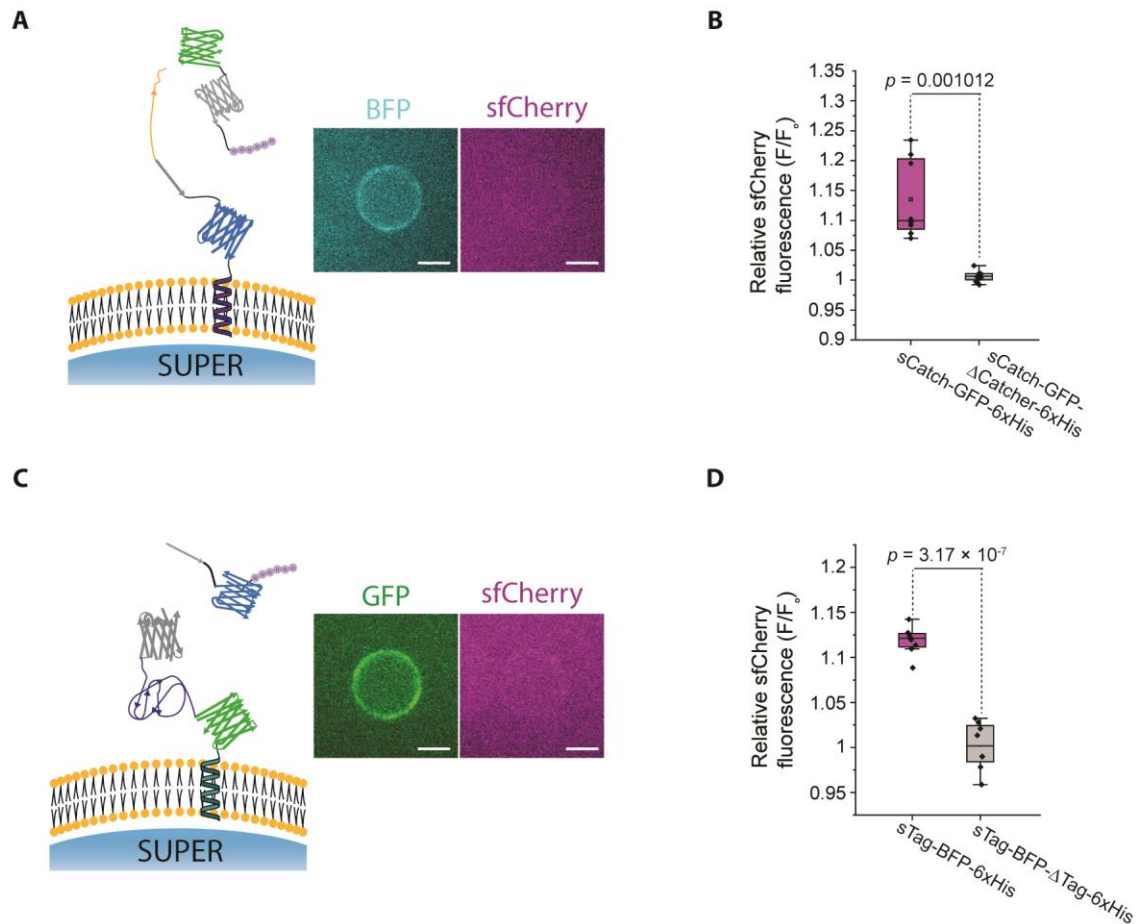 A
BFP
sfCherry
SUPER
B
Relative sfCherry
fluorescence (F/Fo)
p = 0.001012
1.35
1.3
1.25
1.2
1.15
1.1
1.05
1
0.95
0.9
sCatch-GFP-6xHis
sCatch-GFP-
ΔCatcher-6xHis
C
GFP
sfCherry
SUPER
D
Relative sfCherry
fluorescence (F/Fo)
p = 3.17 × 10⁻⁷
1.2
1.15
1.1
1.05
1
0.95
sTag-BFP-6xHis
sTag-BFP-ΔTag-6xHis